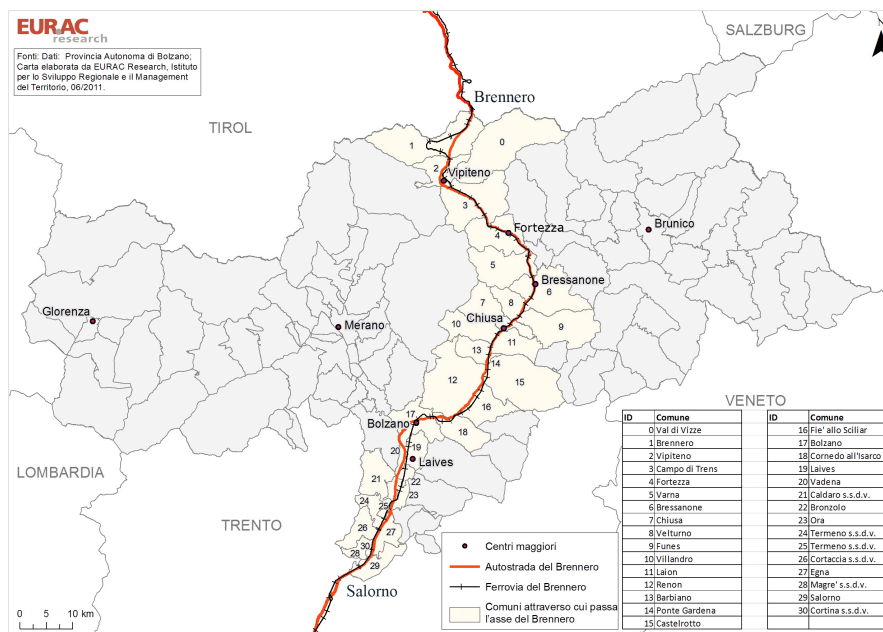 EURAC
research
Fonti: Dati: Provincia Autonoma di Bolzano;
Carta elaborata da EURAC Research, Istituto
per lo Sviluppo Regionale e il Management
del Territorio, 06/2011.
SALZBURG
TIROL
Brennero
1
0
2
Vipiteno
3
4
Fortezza
Brunico
5
Bressanone
6
7
8
Glorenza
Merano
10
Chiusa
9
11
13
14
12
15
16
17
Bolzano
18
VENETO
20
19
Laives
LOMBARDIA
21
22
23
24
25
TRENTO
26
27
30
28
29
Salorno
0 5 10 km
Centri maggiori
Autostrada del Brennero
Ferrovia del Brennero
Comuni attraverso cui passa
l'asse del Brennero
ID Comune
0 Val di Vizze
1 Brennero
2 Vipiteno
3 Campo di Trens
4 Fortezza
5 Varna
6 Bressanone
7 Chiusa
8 Velturno
9 Funes
10 Villandro
11 Laion
12 Renon
13 Barbiano
14 Ponte Gardena
15 Castelrotto
ID Comune
16 Fie' allo Sciliar
17 Bolzano
18 Cornedo all'Isarco
19 Laives
20 Vadena
21 Caldaro s.s.d.v.
22 Bronzolo
23 Ora
24 Termeno s.s.d.v.
25 Termeno s.s.d.v.
26 Cortaccia s.s.d.v.
27 Egna
28 Magre' s.s.d.v.
29 Salorno
30 Cortina s.s.d.v.